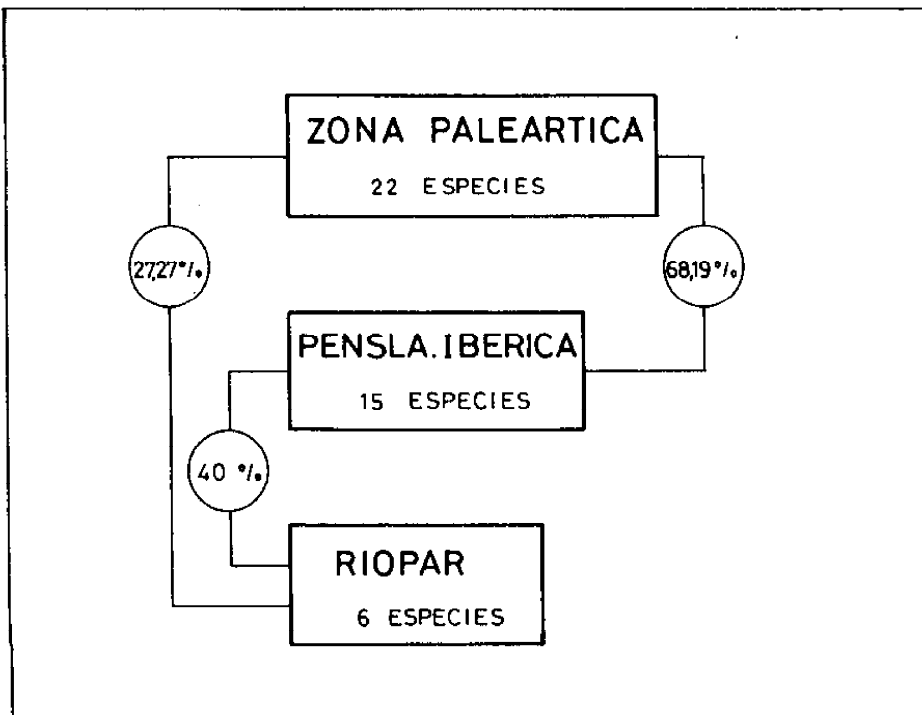 ZONA PALEARTICA
22 ESPECIES
27,27%
68,19%
PENSLA. IBERICA
15 ESPECIES
40 %
RIOPAR
6 ESPECIES